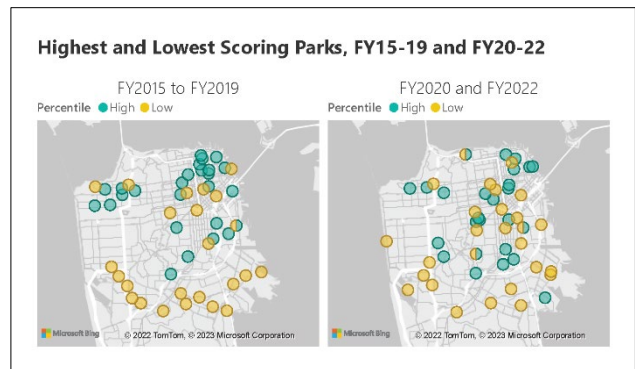 Highest and Lowest Scoring Parks, FY15-19 and FY20-22
FY2015 to FY2019
Percentile High Low
Microsoft Bing
© 2022 TomTom, © 2023 Microsoft Corporation
FY2020 and FY2022
Percentile High Low
Microsoft Bing
© 2022 TomTom, © 2023 Microsoft Corporation